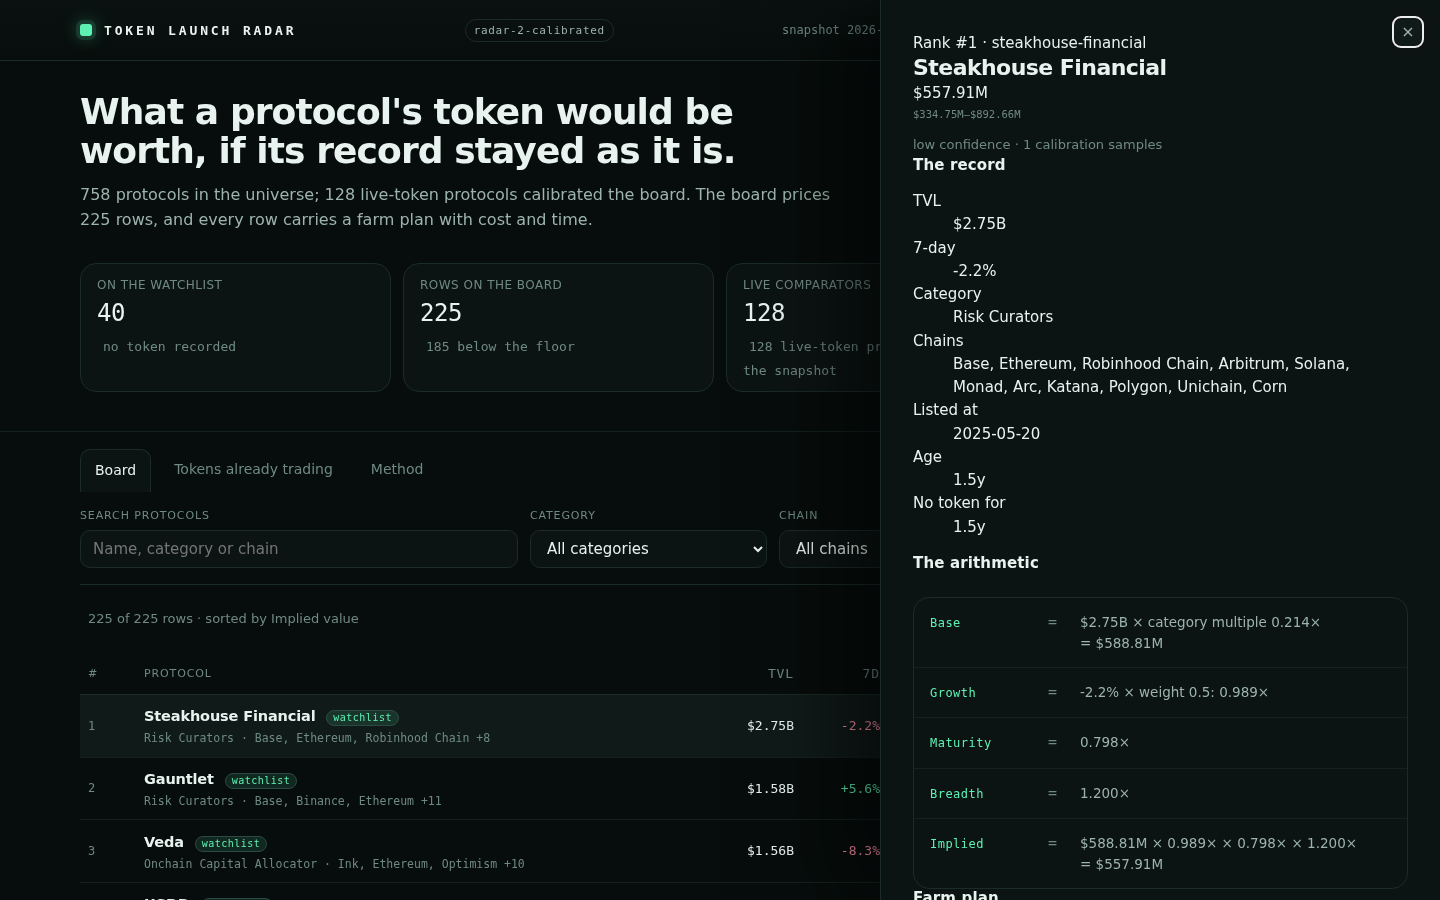 TOKEN LAUNCH RADAR
radar-2-calibrated
snapshot 2026-
What a protocol's token would be
worth, if its record stayed as it is.
758 protocols in the universe; 128 live-token protocols calibrated the board. The board prices
225 rows, and every row carries a farm plan with cost and time.
ON THE WATCHLIST
40
no token recorded
ROWS ON THE BOARD
225
185 below the floor
LIVE COMPARATORS
128
128 live-token pr
the snapshot
Board
Tokens already trading
Method
SEARCH PROTOCOLS
Name, category or chain
CATEGORY
All categories
CHAIN
All chains
225 of 225 rows · sorted by Implied value
# PROTOCOL TVL 7D
1 Steakhouse Financial watchlist $2.75B -2.2%
Risk Curators · Base, Ethereum, Robinhood Chain +8
2 Gauntlet watchlist $1.58B +5.6%
Risk Curators · Base, Binance, Ethereum +11
3 Veda watchlist $1.56B -8.3%
Onchain Capital Allocator · Ink, Ethereum, Optimism +10
×
Rank #1 · steakhouse-financial
Steakhouse Financial
$557.91M
$334.75M–$892.66M
low confidence · 1 calibration samples
The record
TVL
$2.75B
7-day
-2.2%
Category
Risk Curators
Chains
Base, Ethereum, Robinhood Chain, Arbitrum, Solana,
Monad, Arc, Katana, Polygon, Unichain, Corn
Listed at
2025-05-20
Age
1.5y
No token for
1.5y
The arithmetic
Base = $2.75B × category multiple 0.214×
= $588.81M
Growth = -2.2% × weight 0.5: 0.989×
Maturity = 0.798×
Breadth = 1.200×
Implied = $588.81M × 0.989× × 0.798× × 1.200×
= $557.91M
Farm plan